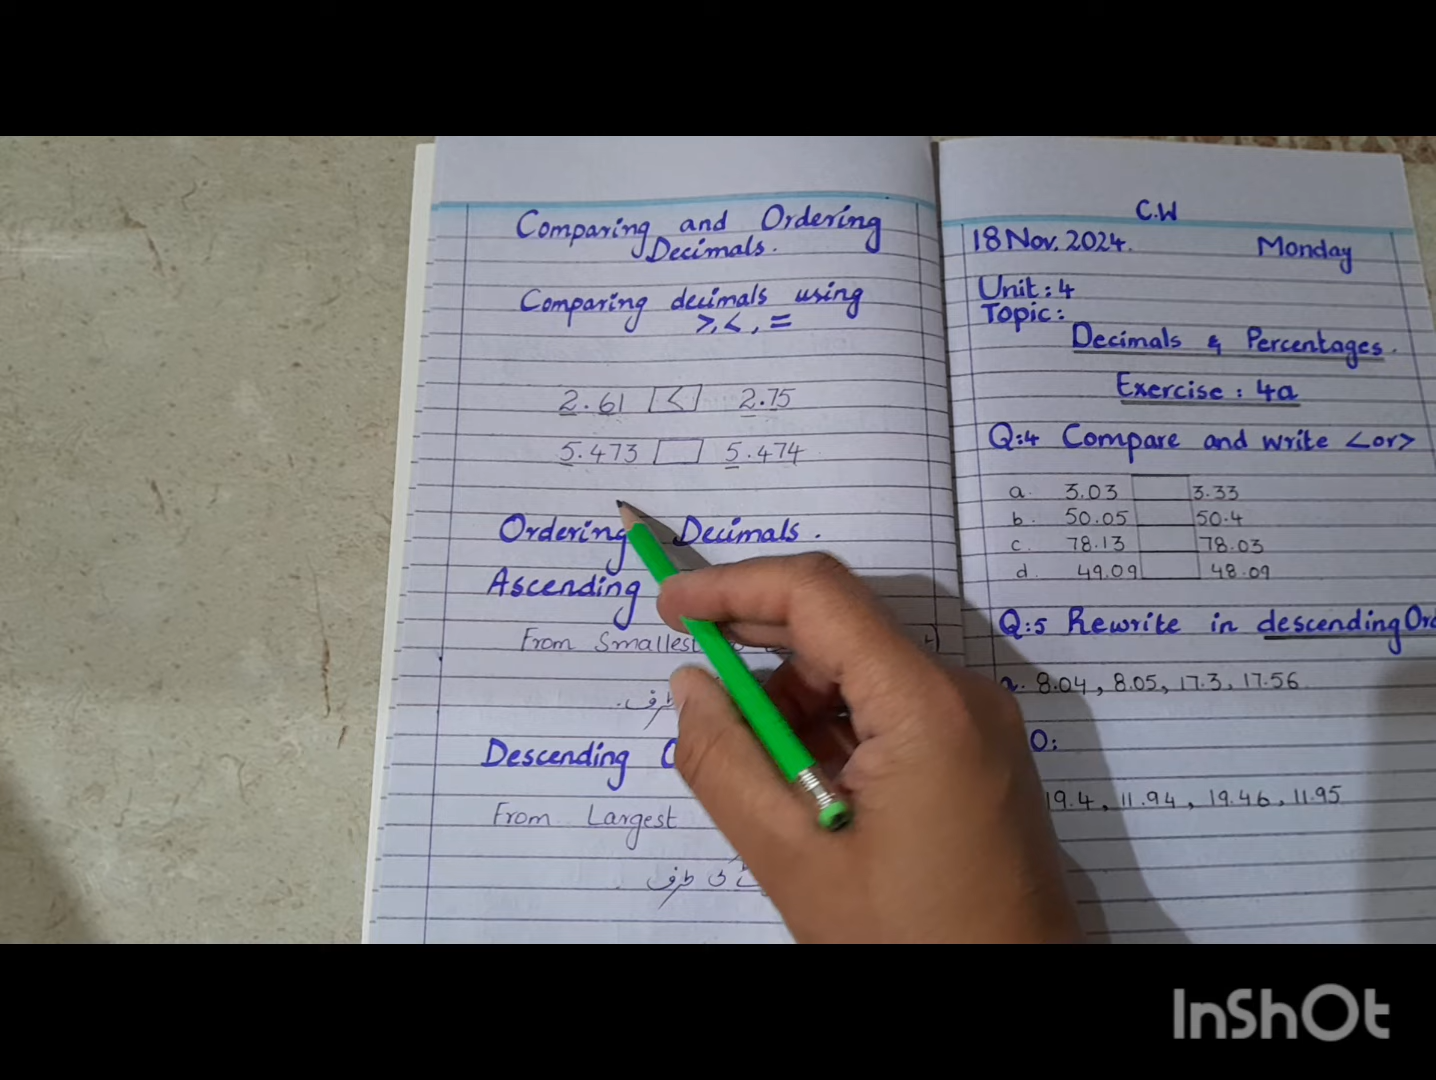 Comparing and Ordering
Decimals.
Comparing decimals using
>, <, =
2.61 < 2.75
5.473 5.474
Ordering Decimals.
Ascending
From Smallest
طرف.
Descending
From Largest
کی طرف
C.W
18 Nov. 2024. Monday
Unit: 4
Topic:
Decimals & Percentages.
Exercise: 4a
Q:4 Compare and write <or>
a. 3.03 3.33
b. 50.05 50.4
c. 78.13 78.03
d. 49.09 48.09
Q:5 Rewrite in descending
a. 8.04, 8.05, 17.3, 17.56
O:
19.4, 11.94, 19.46, 11.95
InShOt